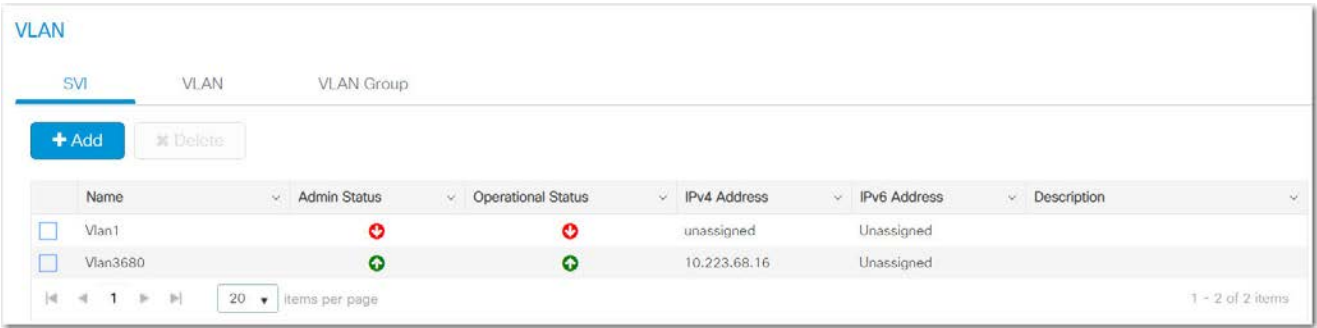 VLAN
SVI VLAN VLAN Group
+ Add ✖ Delete
Name Admin Status Operational Status IPv4 Address IPv6 Address Description
Vlan1 unassigned Unassigned
Vlan3680 10.223.68.16 Unassigned
1 20 items per page 1 - 2 of 2 items